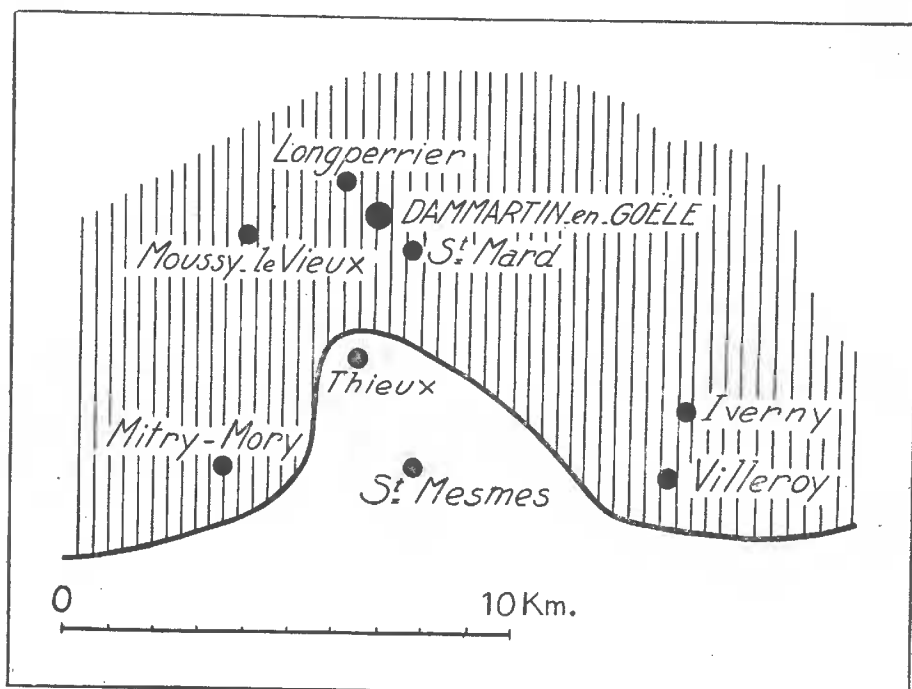 Longperrier
DAMMARTIN-en-GOËLE
St Mard
Moussy-le Vieux
Thieux
Iverny
Mitry-Mory
St Mesmes
Villeroy
0 10 Km.